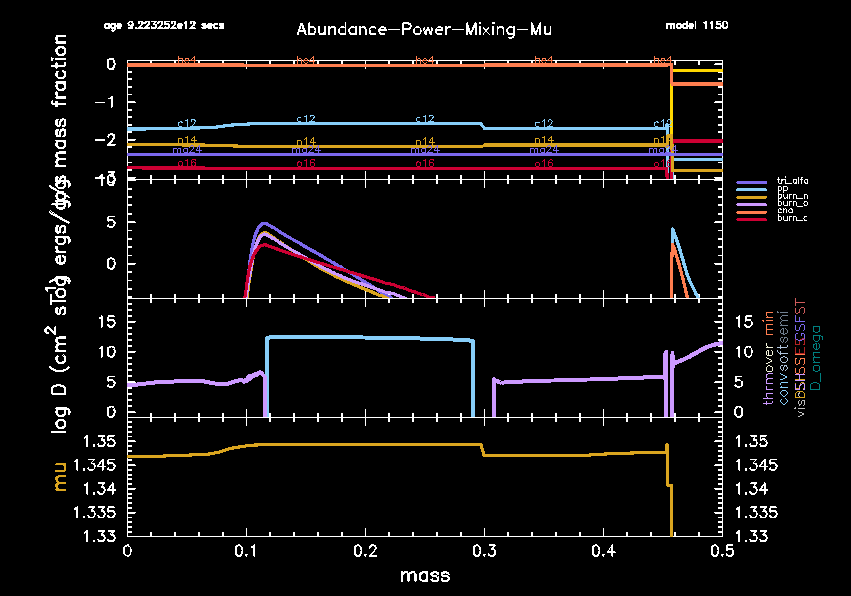 age 9.223252e12 secs
Abundance-Power-Mixing-Mu
model 1150
mass fraction
0
-1
-2
-3
he4 he4 he4 he4 he4
c12 c12 c12 c12 c12
n14 n14 n14 n14 n14
mg24 mg24 mg24 mg24 mg24
o16 o16 o16 o16 o16
log ergs/g/s
10
5
0
tri_alfa
pp
burn_n
burn_o
cno
burn_c
log D (cm² s⁻¹)
15
10
5
0
15
10
5
0
thrm over min
conv soft semi
D_omega
mu
1.35
1.345
1.34
1.335
1.33
1.35
1.345
1.34
1.335
1.33
0 0.1 0.2 0.3 0.4 0.5
mass